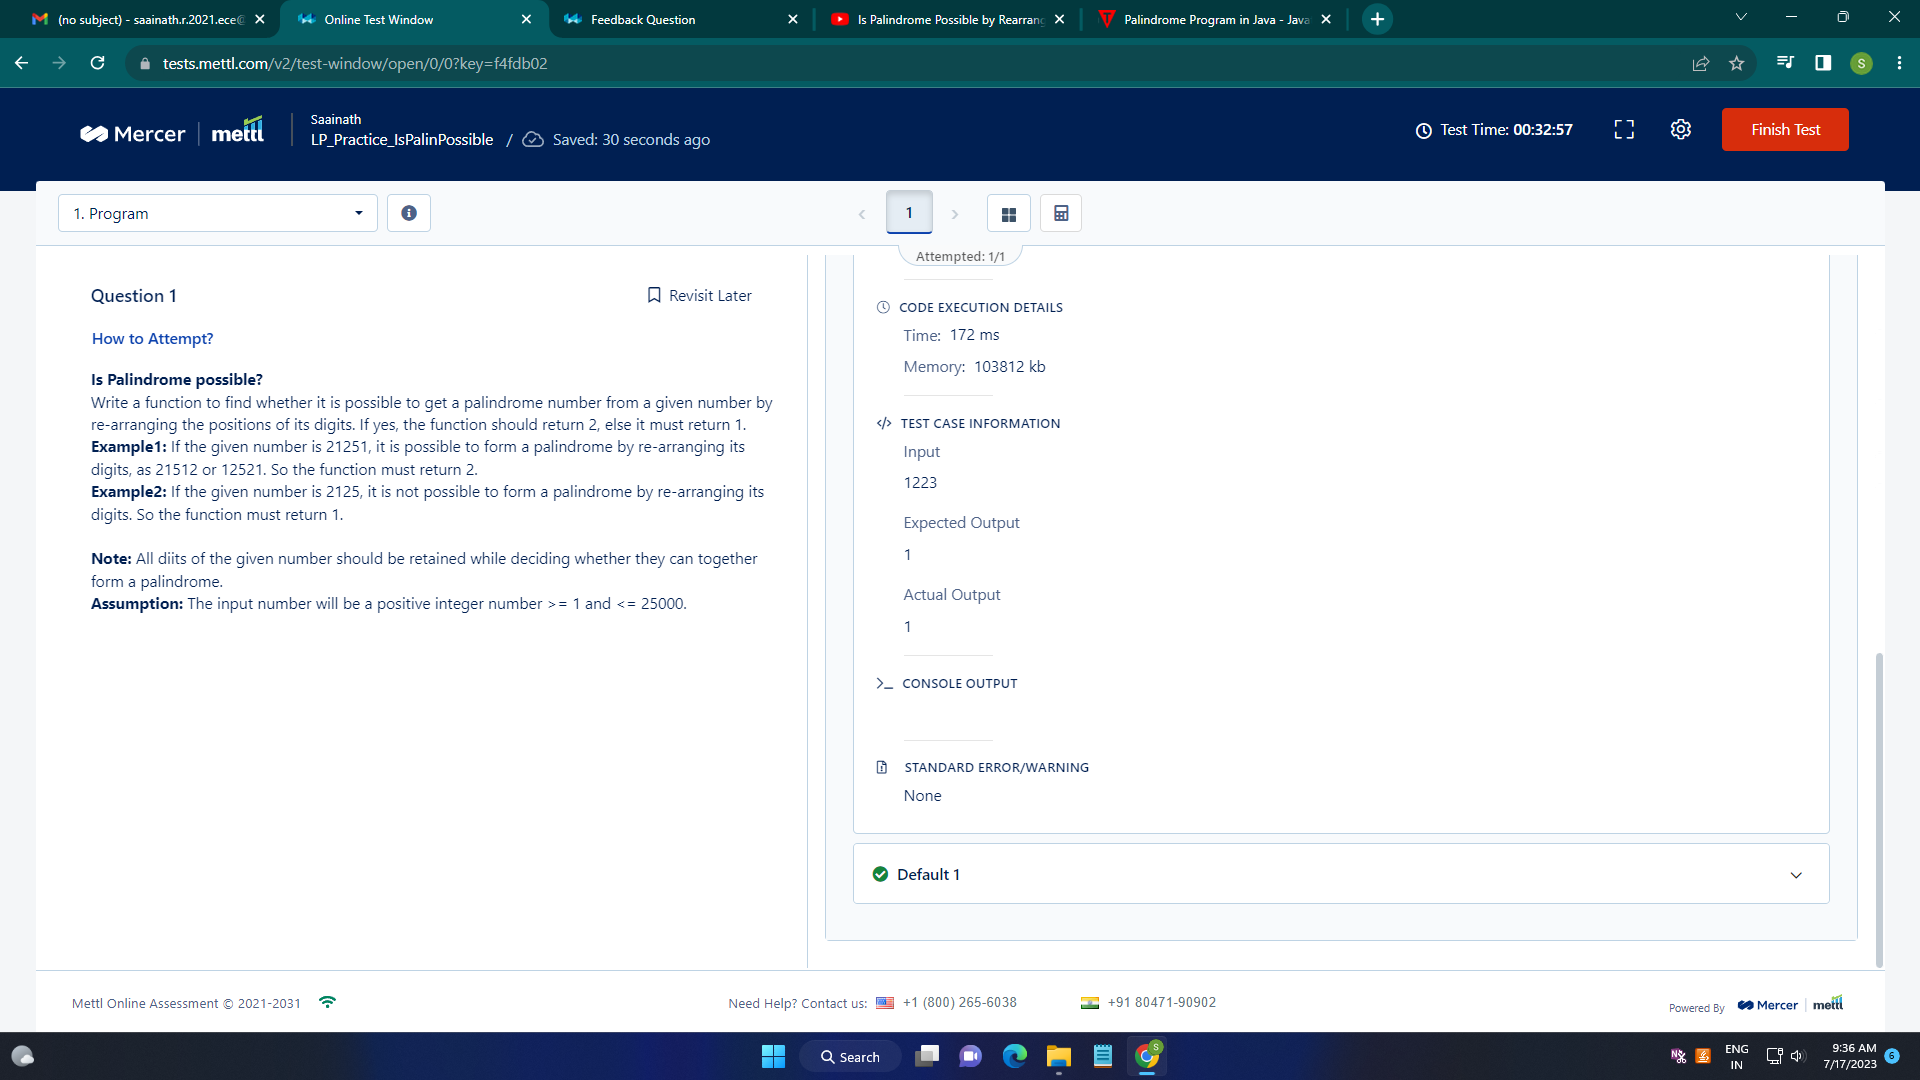 (no subject) - saainath.r.2021.ece@
Online Test Window
Feedback Question
Is Palindrome Possible by Rearrang
Palindrome Program in Java - Java
tests.mettl.com/v2/test-window/open/0/0?key=f4fdb02
S
Mercer | mettl
Saainath
LP_Practice_IsPalinPossible / Saved: 30 seconds ago
Test Time: 00:32:57
Finish Test
1. Program
1
Attempted: 1/1
Question 1
Revisit Later
How to Attempt?
Is Palindrome possible?
Write a function to find whether it is possible to get a palindrome number from a given number by
re-arranging the positions of its digits. If yes, the function should return 2, else it must return 1.
Example1: If the given number is 21251, it is possible to form a palindrome by re-arranging its
digits, as 21512 or 12521. So the function must return 2.
Example2: If the given number is 2125, it is not possible to form a palindrome by re-arranging its
digits. So the function must return 1.
Note: All diits of the given number should be retained while deciding whether they can together
form a palindrome.
Assumption: The input number will be a positive integer number >= 1 and <= 25000.
CODE EXECUTION DETAILS
Time: 172 ms
Memory: 103812 kb
TEST CASE INFORMATION
Input
1223
Expected Output
1
Actual Output
1
CONSOLE OUTPUT
STANDARD ERROR/WARNING
None
Default 1
Mettl Online Assessment © 2021-2031
Need Help? Contact us: +1 (800) 265-6038
+91 80471-90902
Powered By Mercer | mettl
Search
S
ENG
IN
9:36 AM
7/17/2023
6